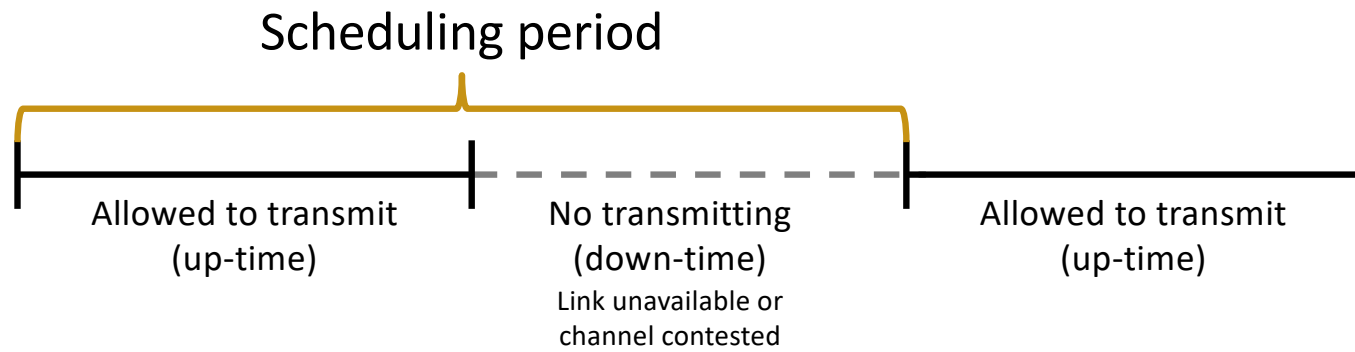 Scheduling period
Allowed to transmit
(up-time)
No transmitting
(down-time)
Link unavailable or
channel contested
Allowed to transmit
(up-time)